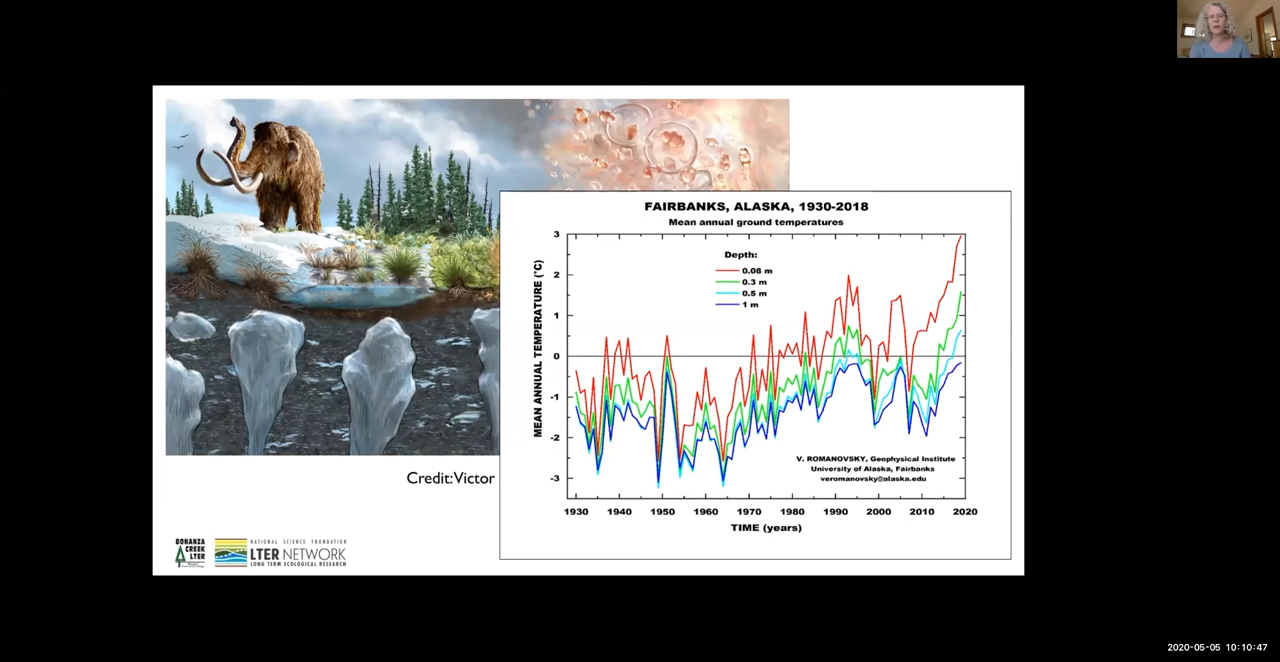 FAIRBANKS, ALASKA, 1930-2018
Mean annual ground temperatures
MEAN ANNUAL TEMPERATURE (°C)
3
2
1
0
-1
-2
-3
Depth:
0.08 m
0.3 m
0.5 m
1 m
V. ROMANOVSKY, Geophysical Institute
University of Alaska, Fairbanks
veromanovsky@alaska.edu
1930 1940 1950 1960 1970 1980 1990 2000 2010 2020
TIME (years)
Credit:Victor
BONANZA
CREEK
LTER
NATIONAL SCIENCE FOUNDATION
LTER NETWORK
LONG TERM ECOLOGICAL RESEARCH
2020-05-05 10:10:47